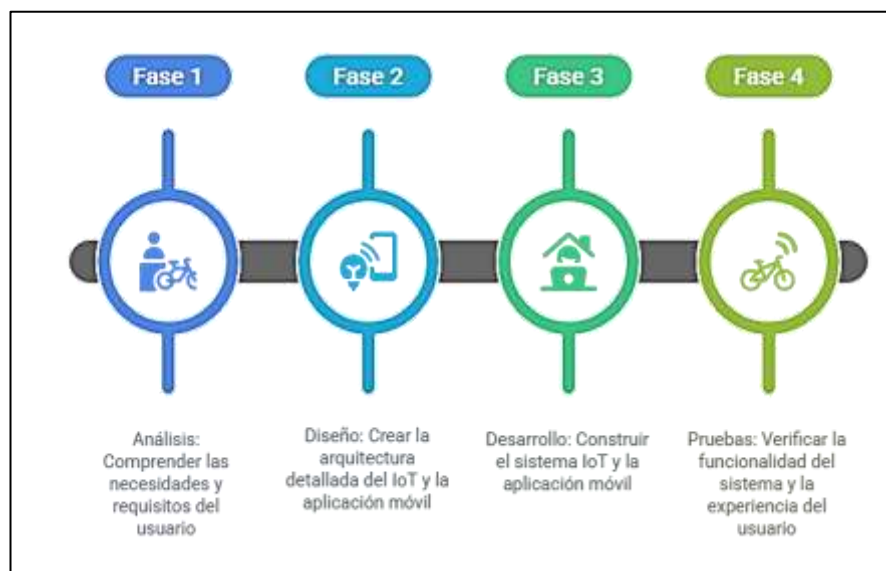 Fase 1
Fase 2
Fase 3
Fase 4
Análisis:
Comprender las
necesidades y
requisitos del
usuario
Diseño: Crear la
arquitectura
detallada del IoT y la
aplicación móvil
Desarrollo: Construir
el sistema IoT y la
aplicación móvil
Pruebas: Verificar la
funcionalidad del
sistema y la
experiencia del
usuario